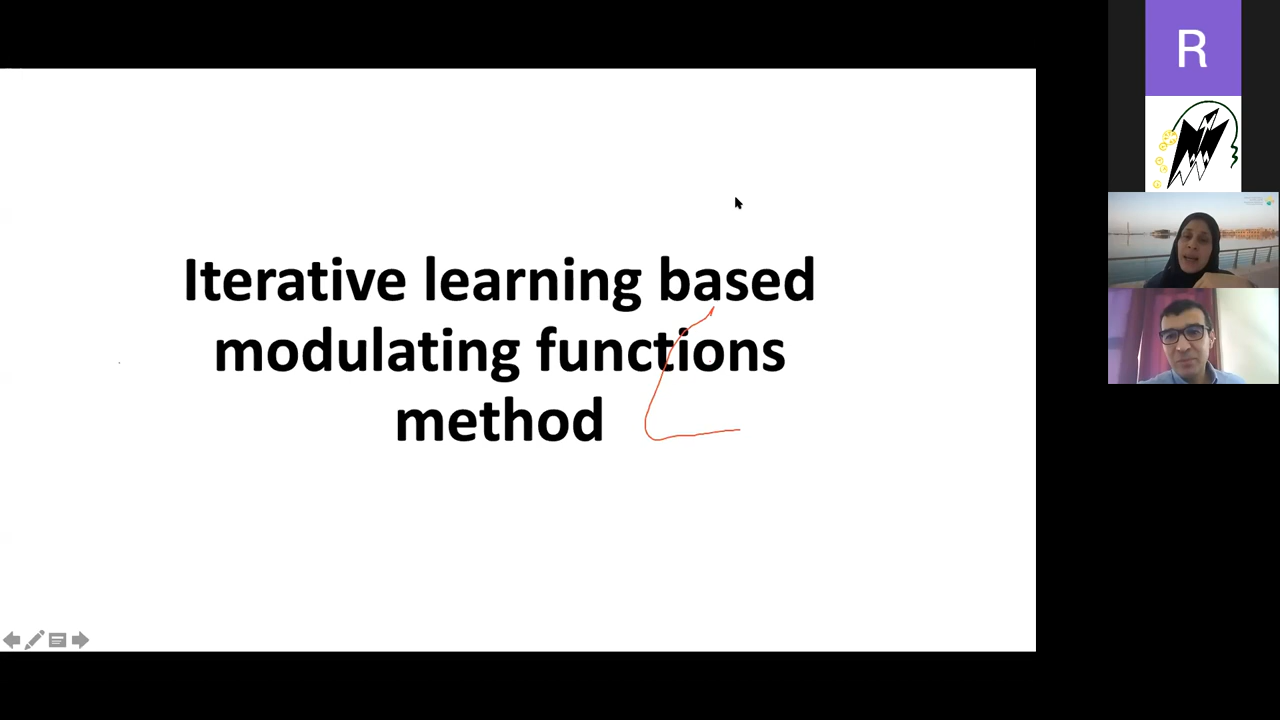 Iterative learning based
modulating functions
method
R